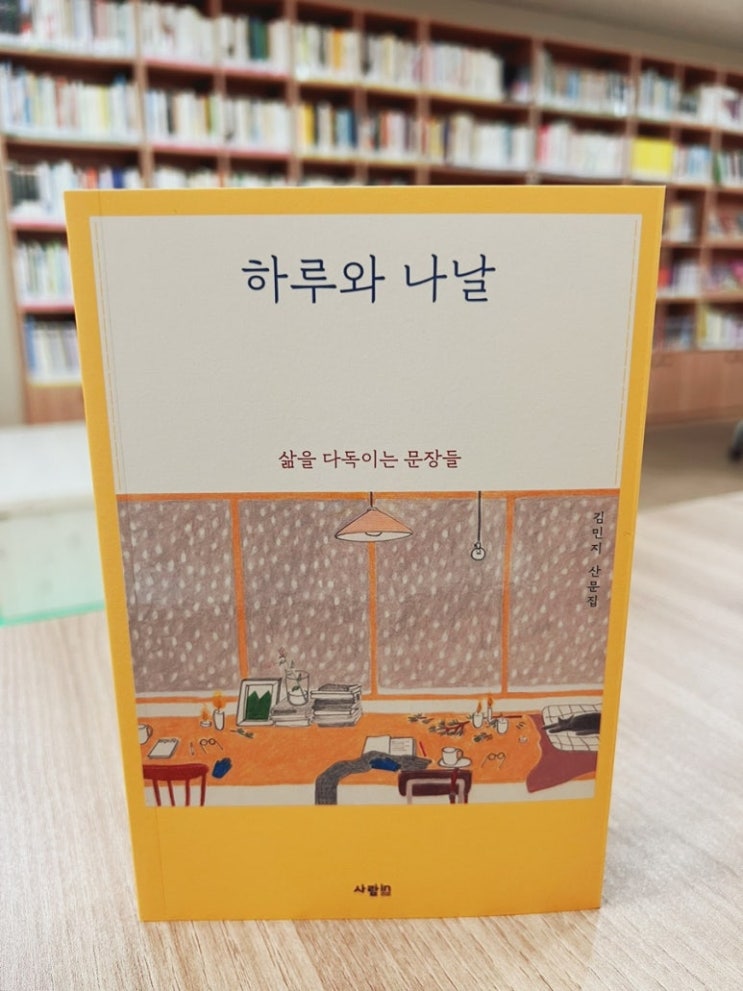 하루와 나날
삶을 다독이는 문장들
김민지 산문집
사람in